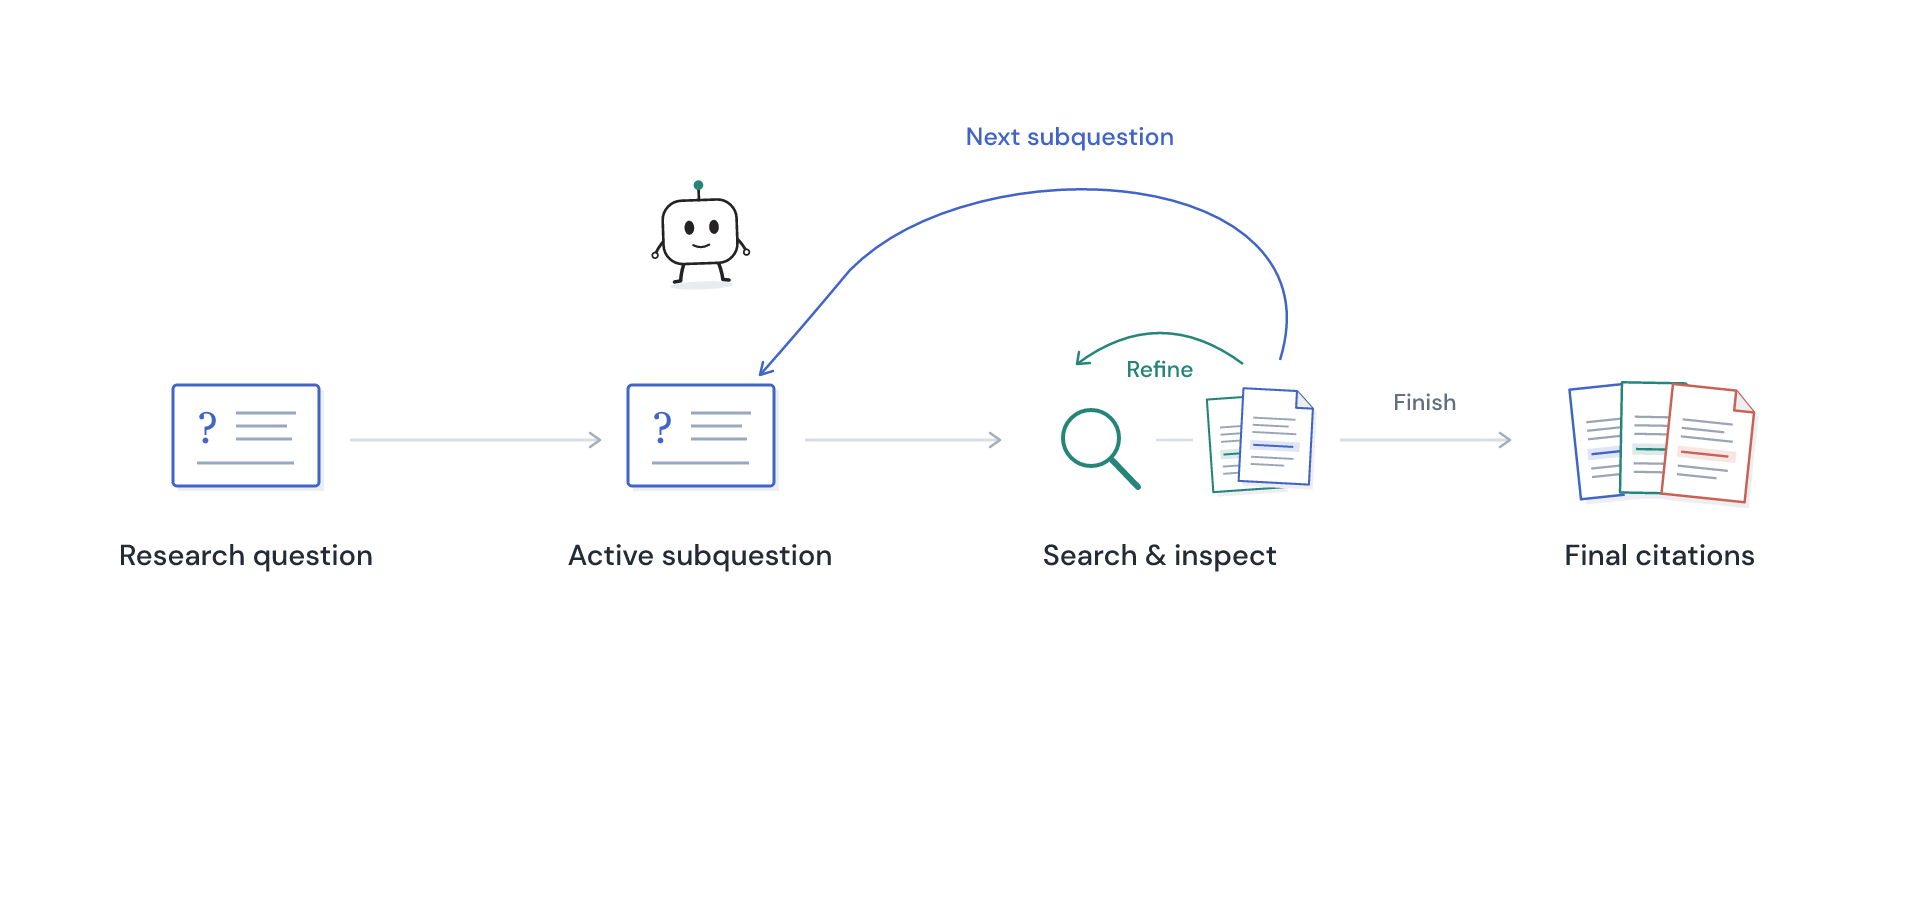 Next subquestion
Refine
Finish
?
?
Research question
Active subquestion
Search & inspect
Final citations